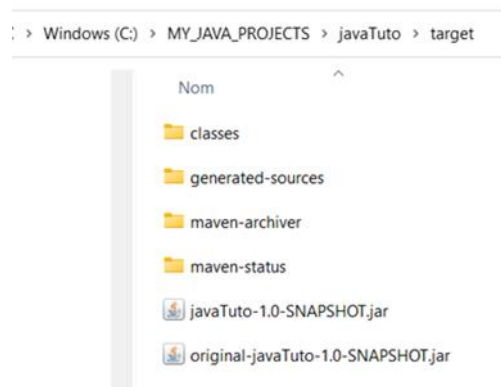 > Windows (C:) > MY_JAVA_PROJECTS > javaTuto > target
Nom
classes
generated-sources
maven-archiver
maven-status
javaTuto-1.0-SNAPSHOT.jar
original-javaTuto-1.0-SNAPSHOT.jar